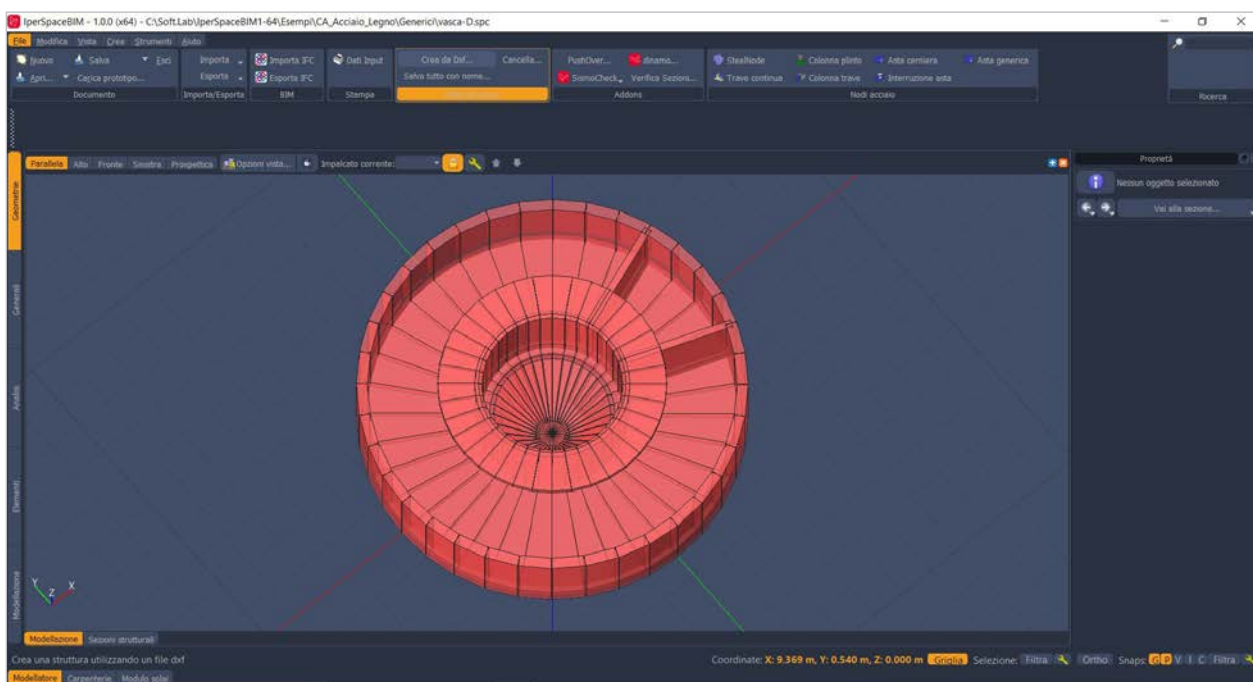 IperSpaceBIM - 1.0.0 (x64) - C:\Soft.Lab\IperSpaceBIM1-64\Esempi\CA_Acciaio_Legno\Generici\vasca-D.spc
File Modifica Vista Crea Strumenti Aiuto
Nuovo Salva Esci Importa Importa IFC Dati Input Crea da Dxf... Cancella... PushOver... dinamo... SteelNode Colonna plinto Asta cerniera Asta generica
Apri... Carica prototipo... Esporta Esporta IFC Salva tutto con nome... SismoCheck Verifica Sezioni... Trave continua Colonna trave Interruzione asta
Documento Importa/Esporta BIM Stampa Addons Nodi acciaio Ricerca
Parallela Alto Fronte Sinistra Prospettica Opzioni vista... Impalcato corrente: Proprietà
Nessun oggetto selezionato
Vai alla sezione...
Geometrie
Generali
Analisi
Elementi
Modellazione
Y Z X
Modellazione Sezioni strutturali
Crea una struttura utilizzando un file dxf Coordinate: X: 9.369 m, Y: 0.540 m, Z: 0.000 m Griglia Selezione: Filtra Ortho Snaps: G P V I C Filtra
Modellatore Carpenterie Modulo solai